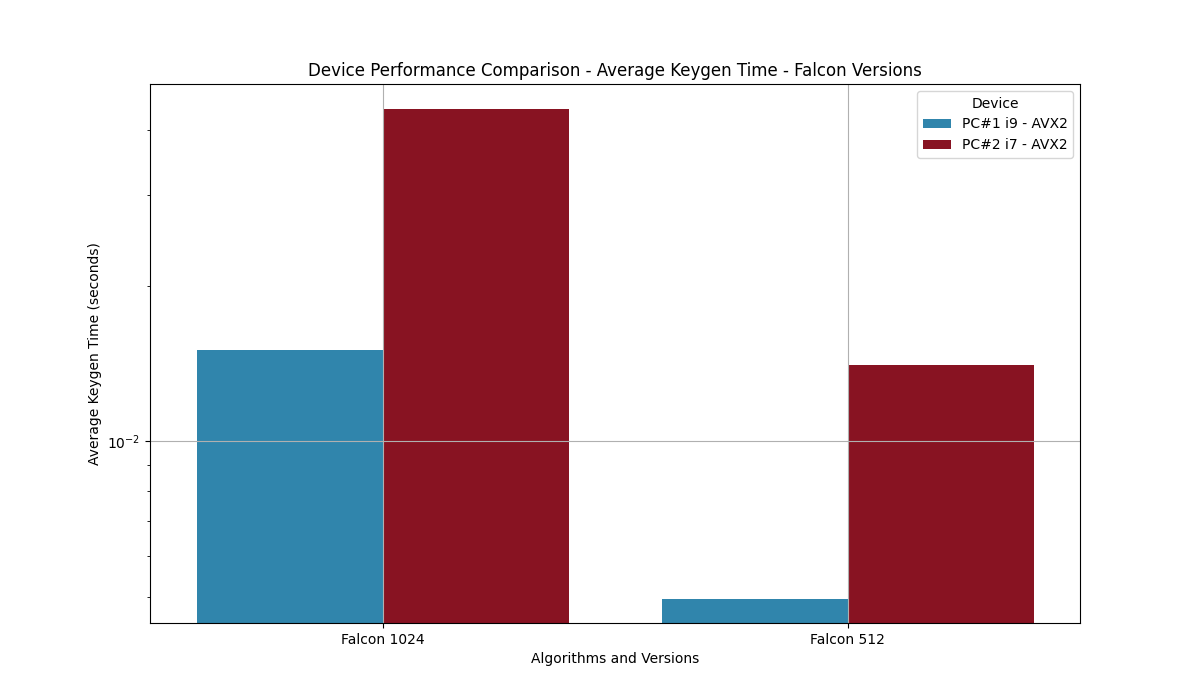 Device Performance Comparison - Average Keygen Time - Falcon Versions
Device
PC#1 i9 - AVX2
PC#2 i7 - AVX2
Average Keygen Time (seconds)
10⁻²
Falcon 1024
Falcon 512
Algorithms and Versions